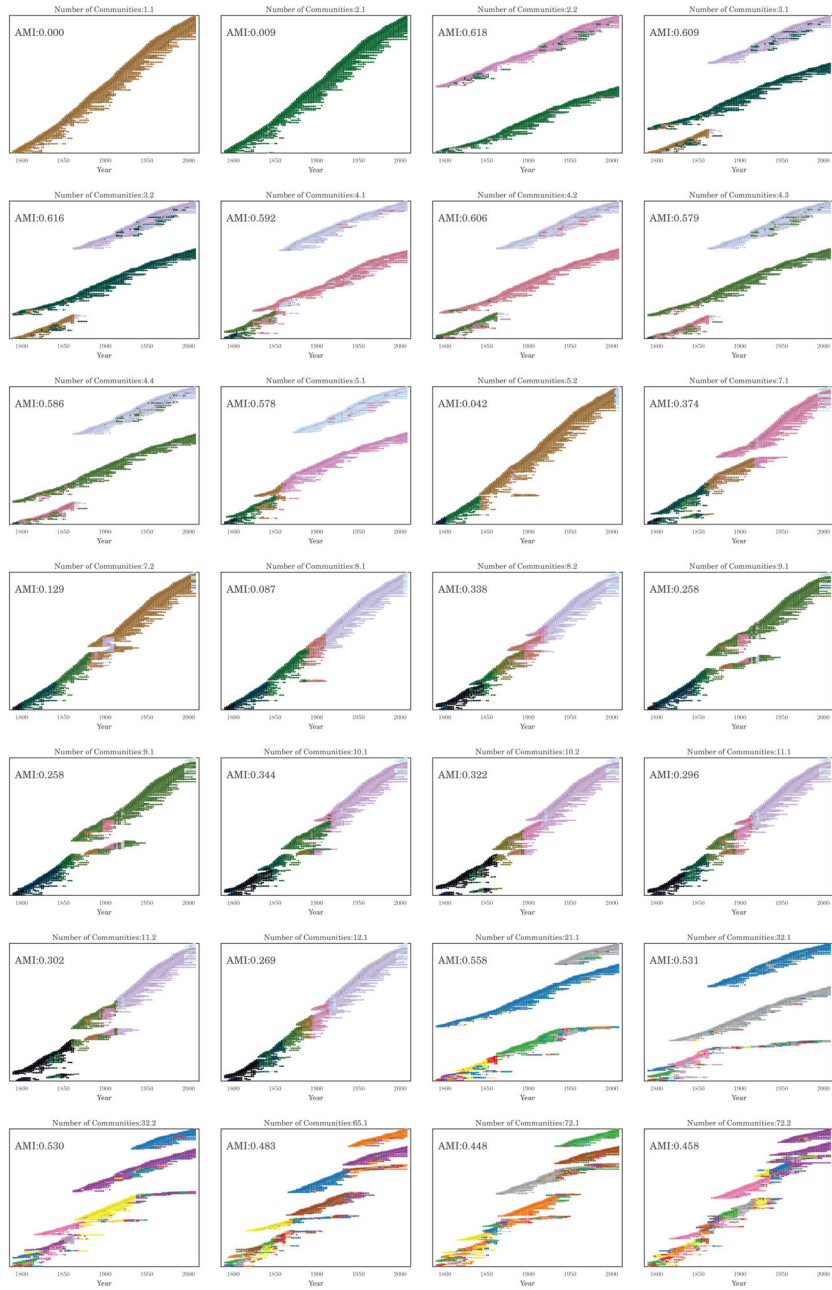 Number of Communities:1.1
Number of Communities:2.1
Number of Communities:2.2
Number of Communities:3.1
AMI:0.000
AMI:0.009
AMI:0.618
AMI:0.609
1800 1850 1900 1950 2000
1800 1850 1900 1950 2000
1800 1850 1900 1950 2000
1800 1850 1900 1950 2000
Year
Year
Year
Year
Number of Communities:3.2
Number of Communities:4.1
Number of Communities:4.2
Number of Communities:4.3
AMI:0.616
AMI:0.592
AMI:0.606
AMI:0.579
1800 1850 1900 1950 2000
1800 1850 1900 1950 2000
1800 1850 1900 1950 2000
1800 1850 1900 1950 2000
Year
Year
Year
Year
Number of Communities:4.4
Number of Communities:5.1
Number of Communities:5.2
Number of Communities:7.1
AMI:0.586
AMI:0.578
AMI:0.042
AMI:0.374
1800 1850 1900 1950 2000
1800 1850 1900 1950 2000
1800 1850 1900 1950 2000
1800 1850 1900 1950 2000
Year
Year
Year
Year
Number of Communities:7.2
Number of Communities:8.1
Number of Communities:8.2
Number of Communities:9.1
AMI:0.129
AMI:0.087
AMI:0.338
AMI:0.258
1800 1850 1900 1950 2000
1800 1850 1900 1950 2000
1800 1850 1900 1950 2000
1800 1850 1900 1950 2000
Year
Year
Year
Year
Number of Communities:9.1
Number of Communities:10.1
Number of Communities:10.2
Number of Communities:11.1
AMI:0.258
AMI:0.344
AMI:0.322
AMI:0.296
1800 1850 1900 1950 2000
1800 1850 1900 1950 2000
1800 1850 1900 1950 2000
1800 1850 1900 1950 2000
Year
Year
Year
Year
Number of Communities:11.2
Number of Communities:12.1
Number of Communities:21.1
Number of Communities:32.1
AMI:0.302
AMI:0.269
AMI:0.558
AMI:0.531
1800 1850 1900 1950 2000
1800 1850 1900 1950 2000
1800 1850 1900 1950 2000
1800 1850 1900 1950 2000
Year
Year
Year
Year
Number of Communities:32.2
Number of Communities:65.1
Number of Communities:72.1
Number of Communities:72.2
AMI:0.530
AMI:0.483
AMI:0.448
AMI:0.458
1800 1850 1900 1950 2000
1800 1850 1900 1950 2000
1800 1850 1900 1950 2000
1800 1850 1900 1950 2000
Year
Year
Year
Year